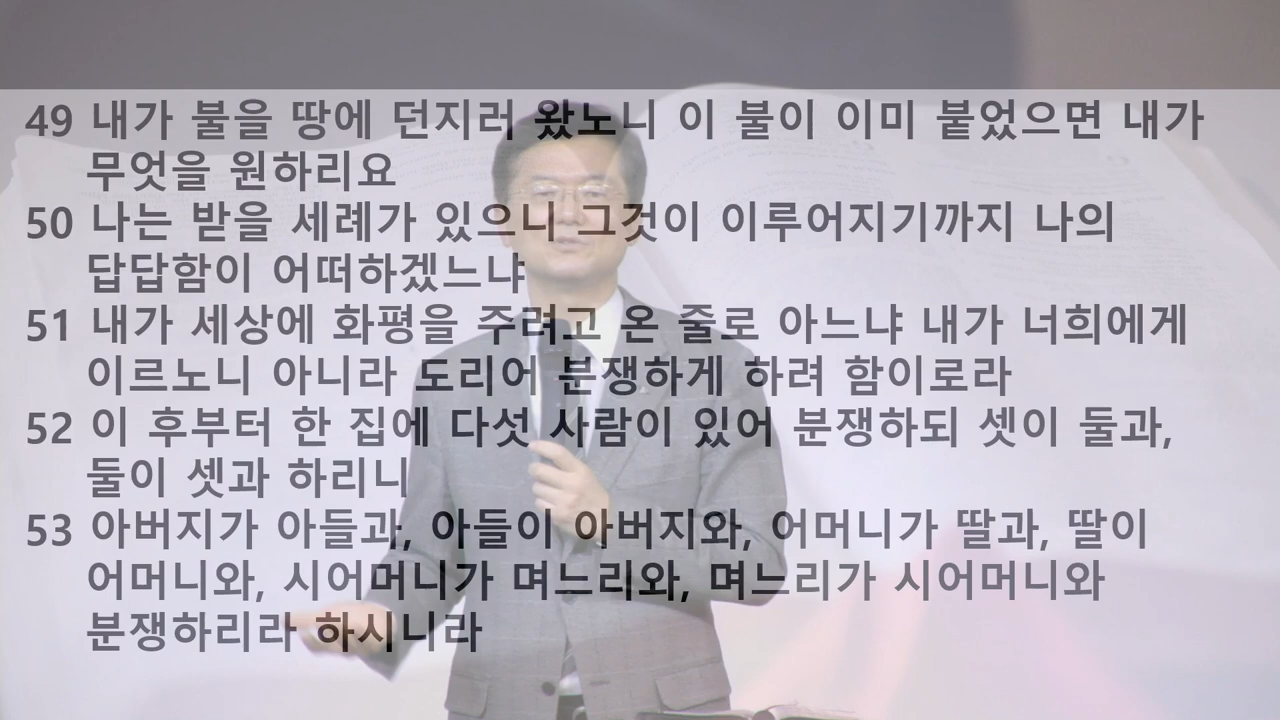 49 내가 불을 땅에 던지러 왔노니 이 불이 이미 붙었으면 내가
무엇을 원하리요
50 나는 받을 세례가 있으니 그것이 이루어지기까지 나의
답답함이 어떠하겠느냐
51 내가 세상에 화평을 주려고 온 줄로 아느냐 내가 너희에게
이르노니 아니라 도리어 분쟁하게 하려 함이로라
52 이 후부터 한 집에 다섯 사람이 있어 분쟁하되 셋이 둘과,
둘이 셋과 하리니
53 아버지가 아들과, 아들이 아버지와, 어머니가 딸과, 딸이
어머니와, 시어머니가 며느리와, 며느리가 시어머니와
분쟁하리라 하시니라